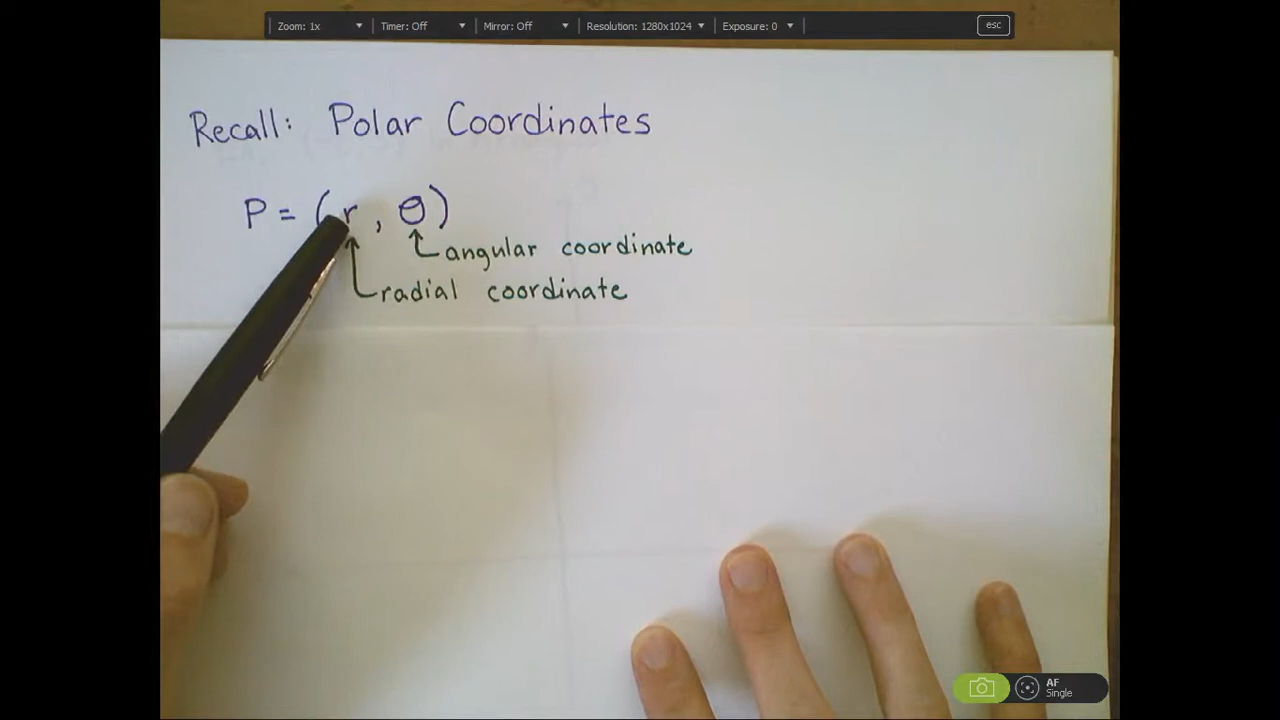 Zoom: 1x Timer: Off Mirror: Off Resolution: 1280x1024 Exposure: 0 esc
Recall: Polar Coordinates
P = (r, θ)
angular coordinate
radial coordinate
AF
Single